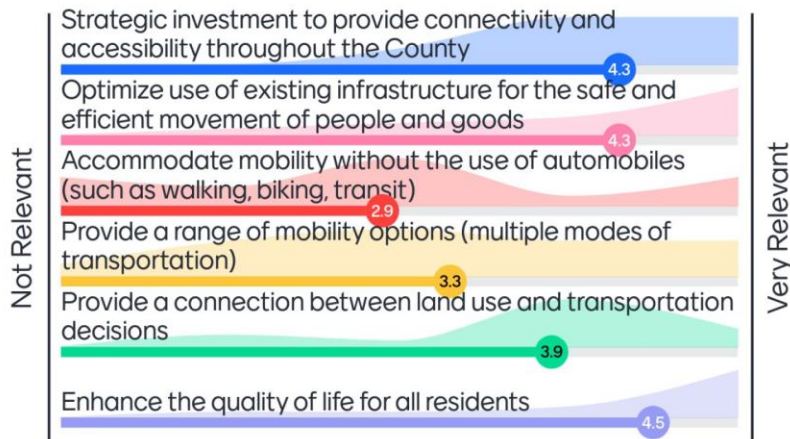 Strategic investment to provide connectivity and
accessibility throughout the County
4.3
Optimize use of existing infrastructure for the safe and
efficient movement of people and goods
4.3
Accommodate mobility without the use of automobiles
(such as walking, biking, transit)
2.9
Provide a range of mobility options (multiple modes of
transportation)
3.3
Provide a connection between land use and transportation
decisions
3.9
Enhance the quality of life for all residents
4.5
Not Relevant
Very Relevant